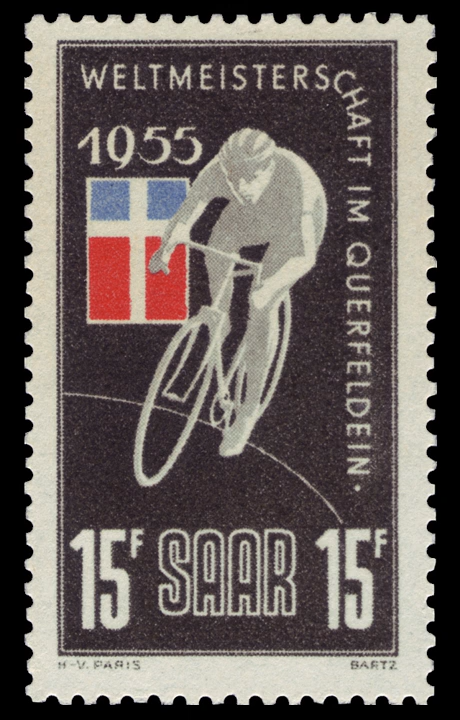 WELTMEISTERSCHAFT IM QUERFELDEIN.
1955
15F SAAR 15F
H-V. PARIS BARTZ